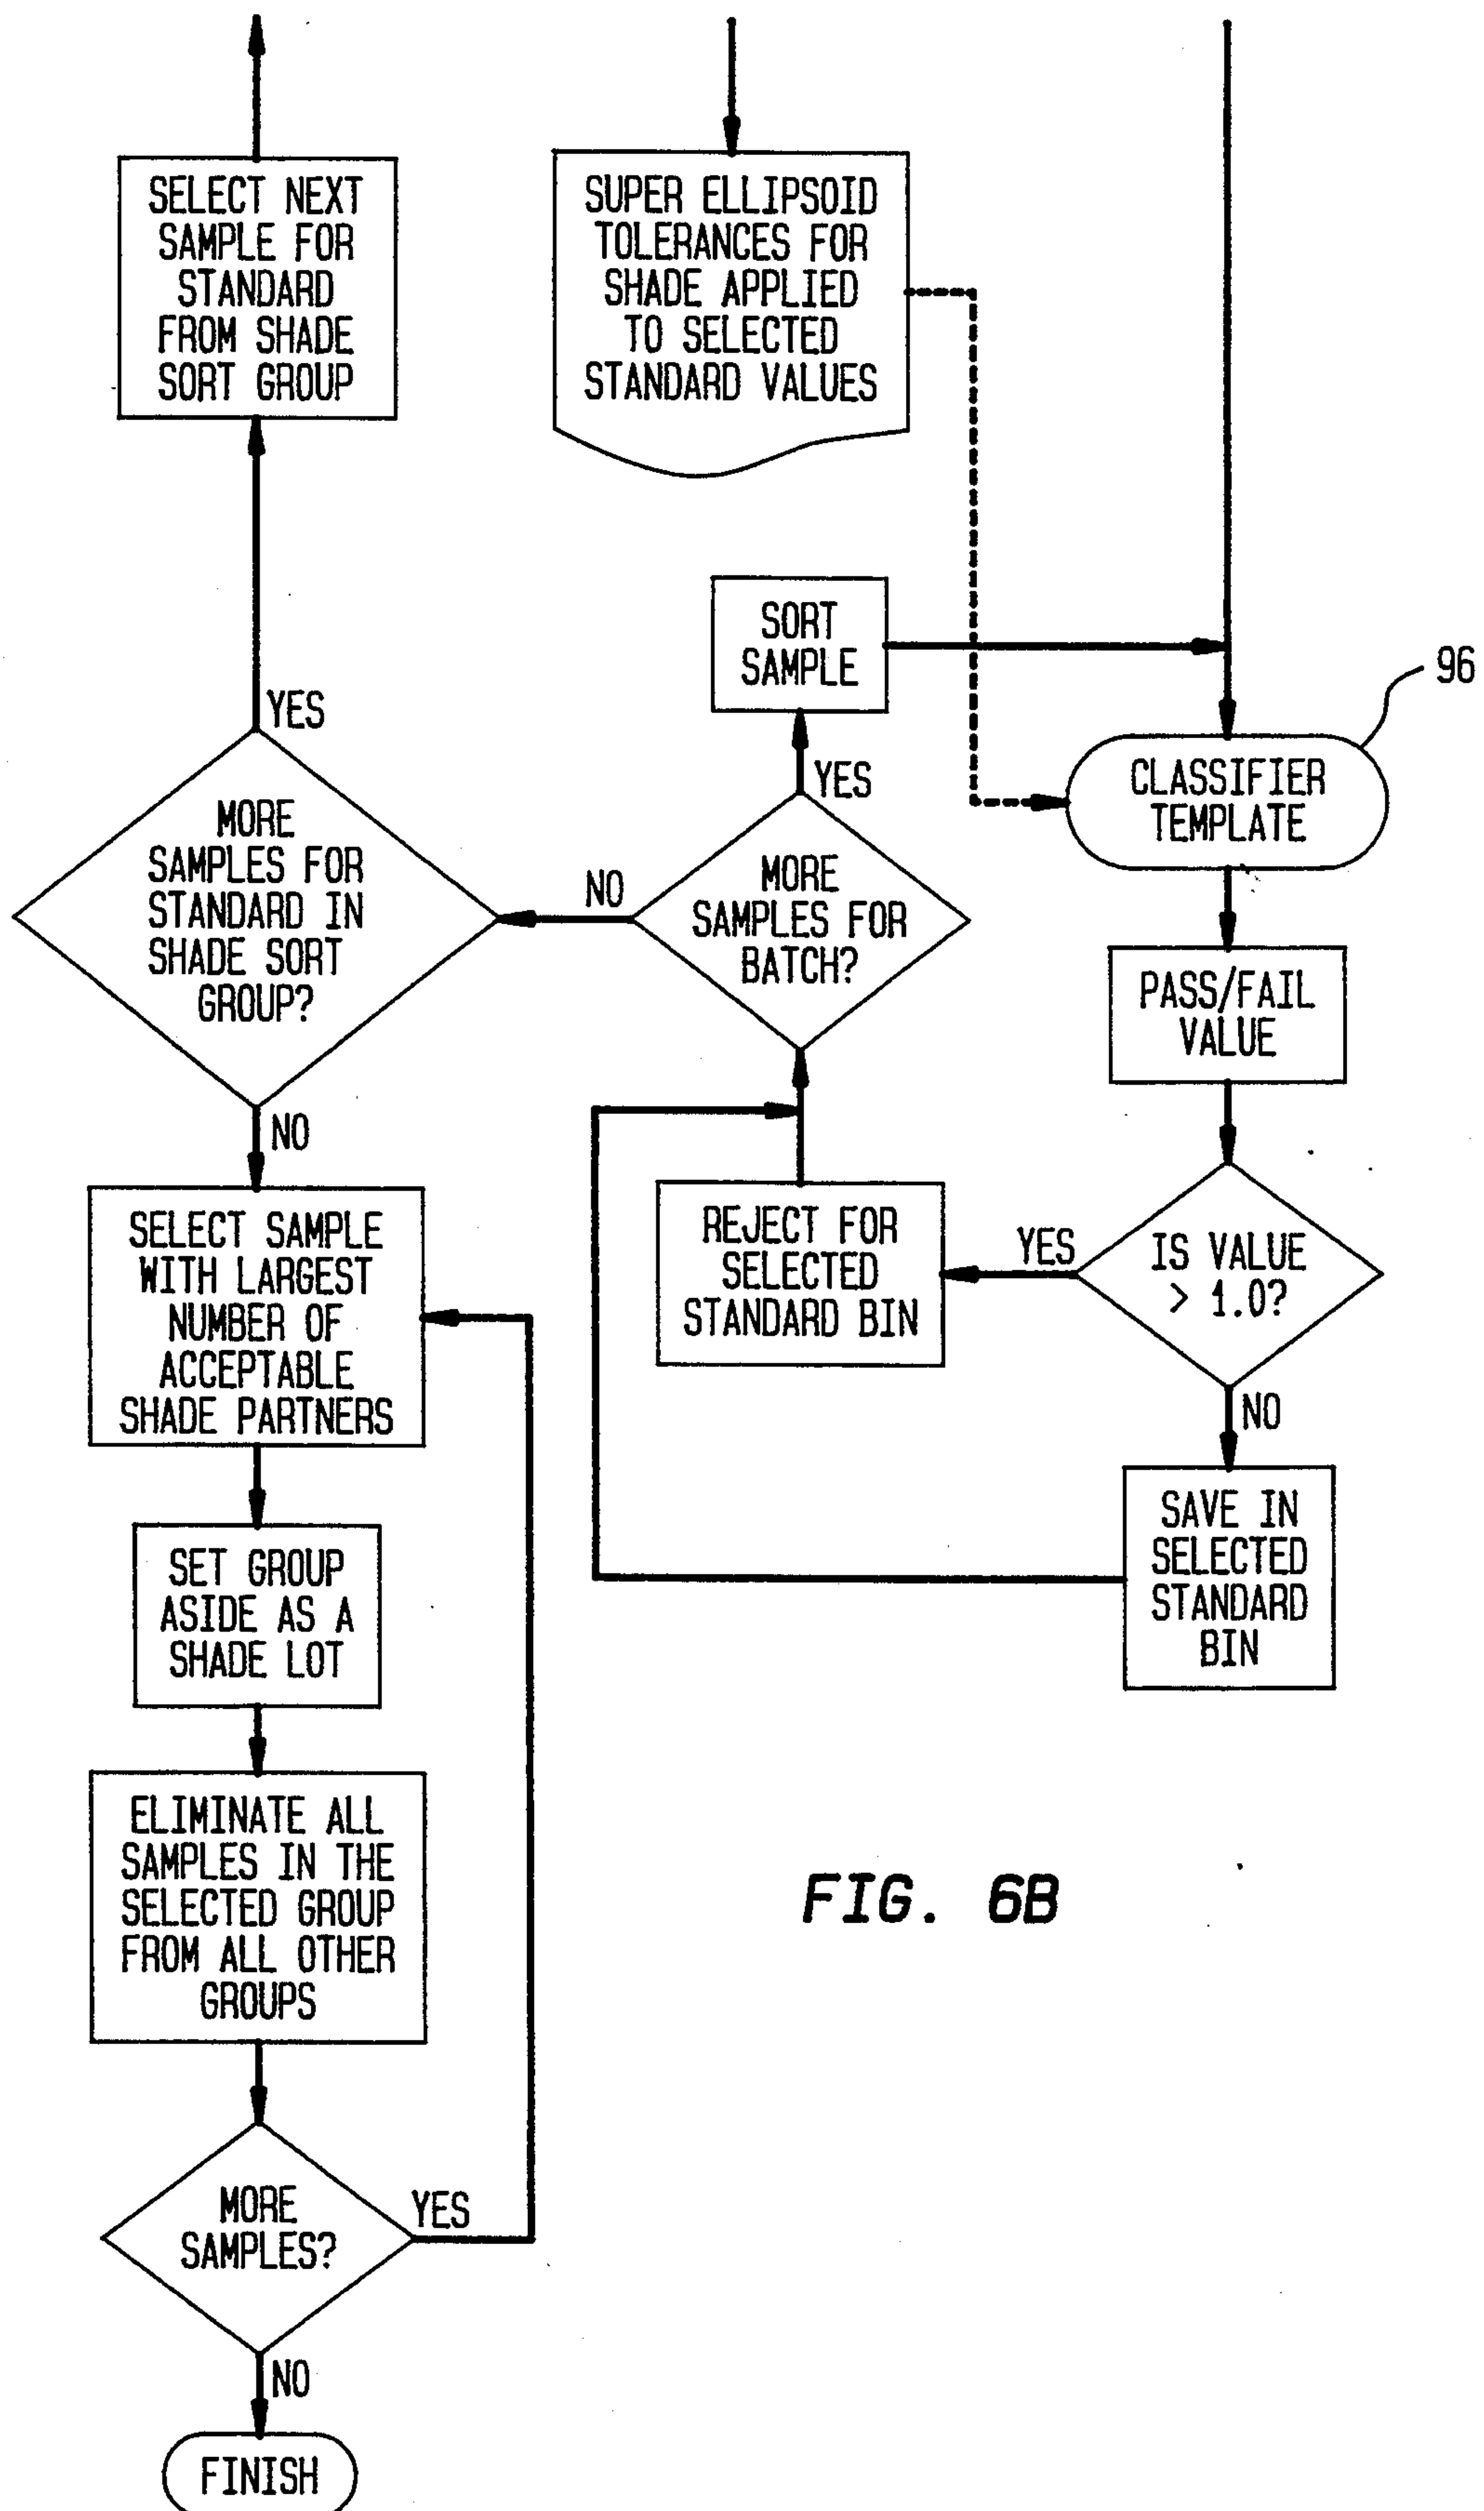 SELECT NEXT
SAMPLE FOR
STANDARD
FROM SHADE
SORT GROUP
SUPER ELLIPSOID
TOLERANCES FOR
SHADE APPLIED
TO SELECTED
STANDARD VALUES
SORT
SAMPLE
96
YES
CLASSIFIER
TEMPLATE
YES
MORE
SAMPLES FOR
STANDARD IN
SHADE SORT
GROUP?
NO
MORE
SAMPLES FOR
BATCH?
PASS/FAIL
VALUE
NO
SELECT SAMPLE
WITH LARGEST
NUMBER OF
ACCEPTABLE
SHADE PARTNERS
REJECT FOR
SELECTED
STANDARD BIN
YES
IS VALUE
> 1.0?
NO
SAVE IN
SELECTED
STANDARD
BIN
SET GROUP
ASIDE AS A
SHADE LOT
ELIMINATE ALL
SAMPLES IN THE
SELECTED GROUP
FROM ALL OTHER
GROUPS
FIG. 6B
MORE
SAMPLES?
YES
NO
FINISH